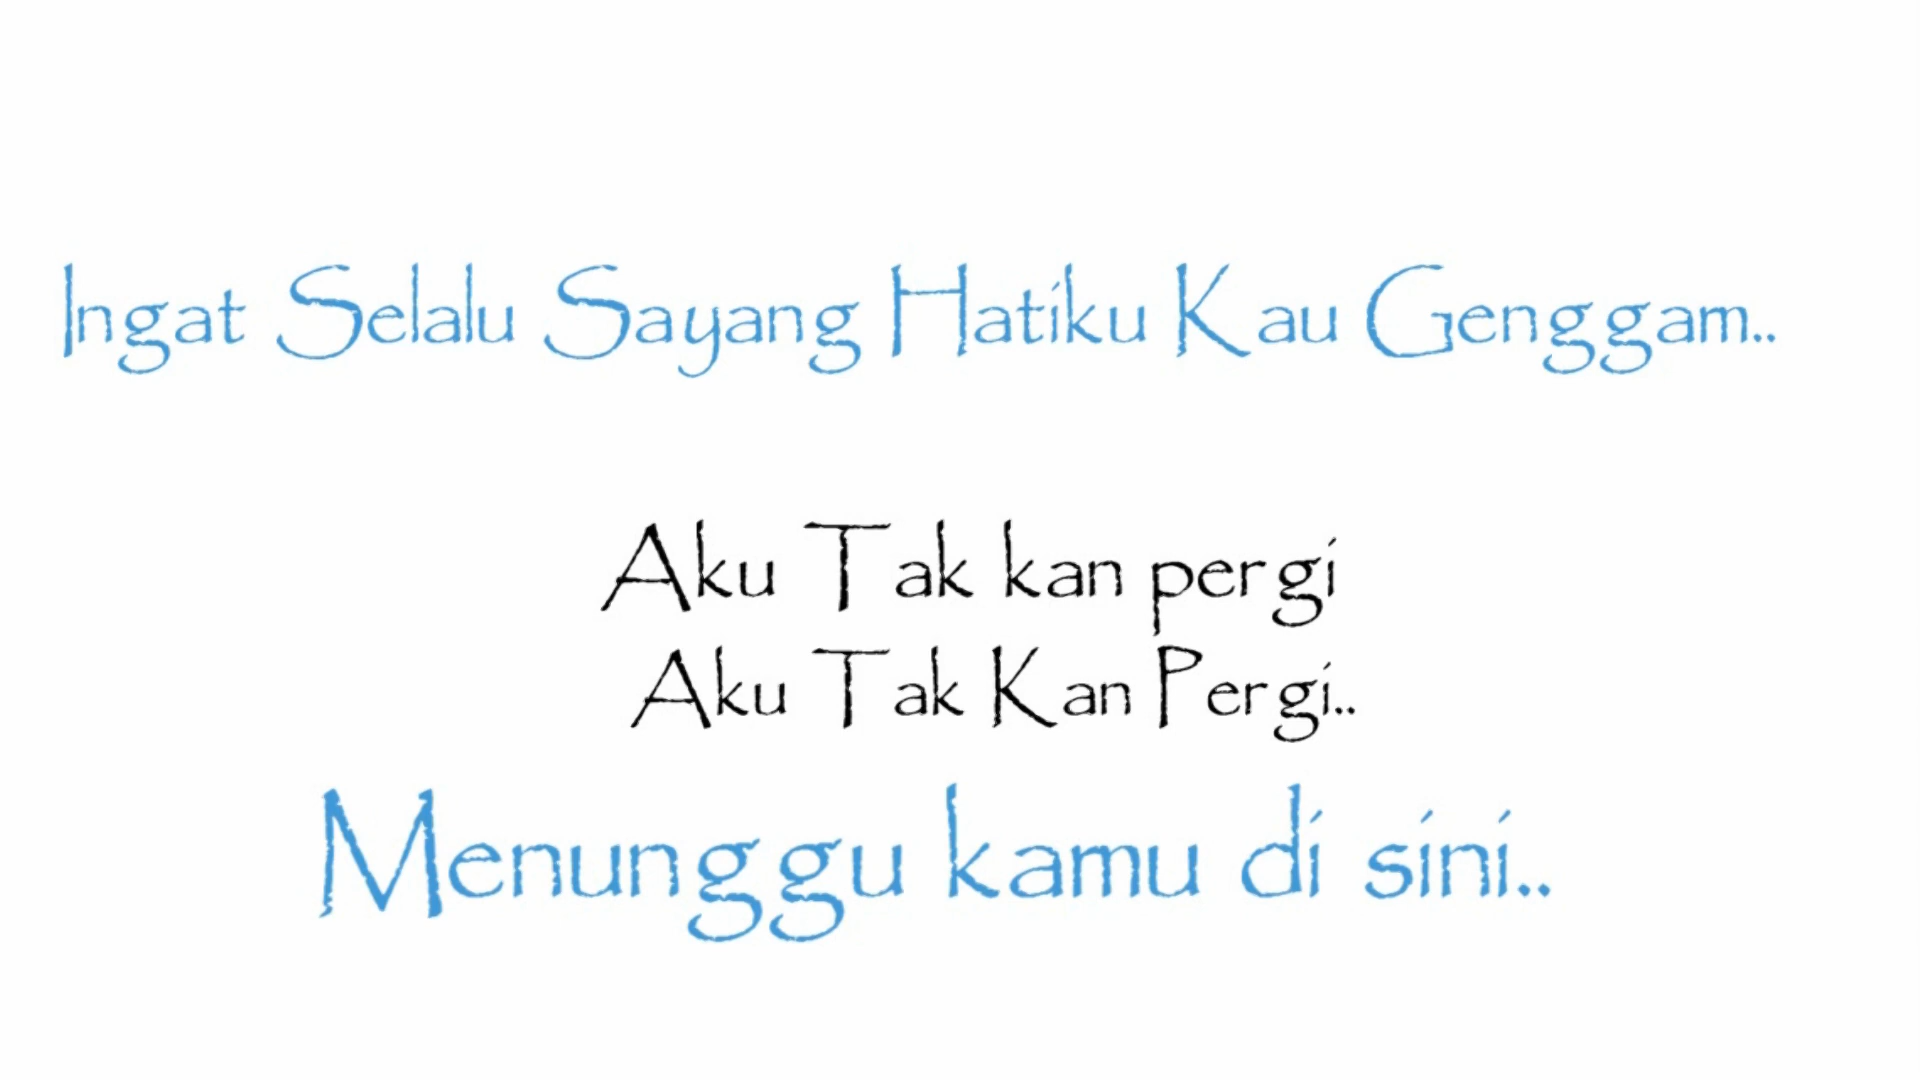 Ingat Selalu Sayang Hatiku Kau Genggam..
Aku Tak kan pergi
Aku Tak Kan Pergi..
Menunggu kamu di sini..